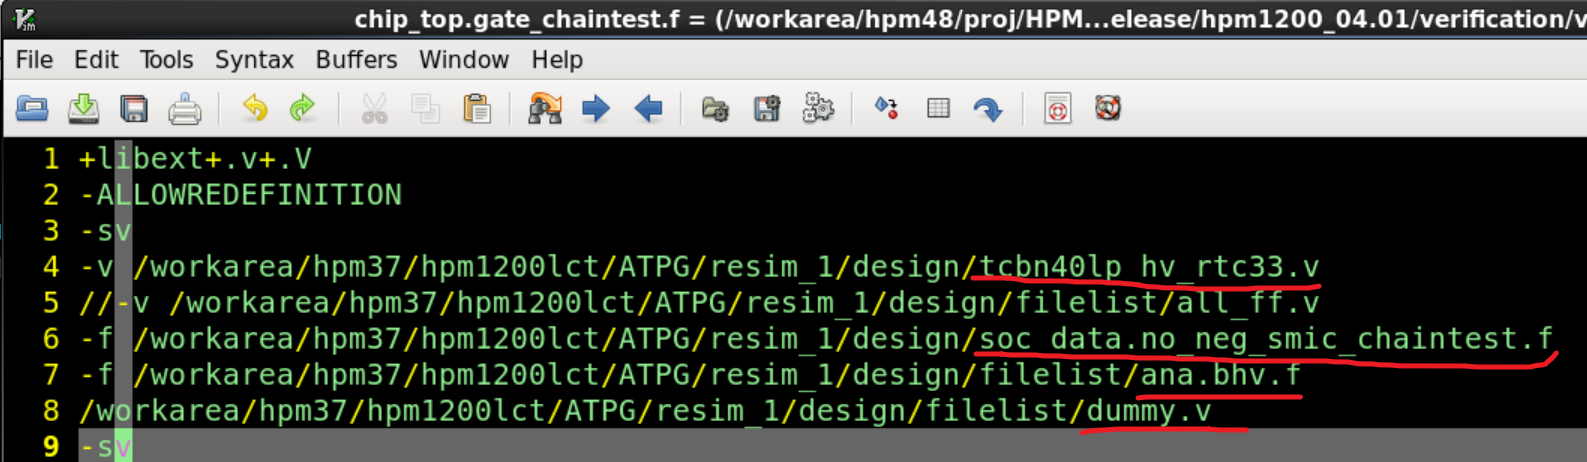 chip_top.gate_chaintest.f = (/workarea/hpm48/proj/HPM...elease/hpm1200_04.01/verification/v
File Edit Tools Syntax Buffers Window Help
1 +libext+.v+.V
2 -ALLOWREDEFINITION
3 -sv
4 -v /workarea/hpm37/hpm1200lct/ATPG/resim_1/design/tcbn40lp_hv_rtc33.v
5 //-v /workarea/hpm37/hpm1200lct/ATPG/resim_1/design/filelist/all_ff.v
6 -f /workarea/hpm37/hpm1200lct/ATPG/resim_1/design/soc_data.no_neg_smic_chaintest.f
7 -f /workarea/hpm37/hpm1200lct/ATPG/resim_1/design/filelist/ana.bhv.f
8 /workarea/hpm37/hpm1200lct/ATPG/resim_1/design/filelist/dummy.v
9 -sv